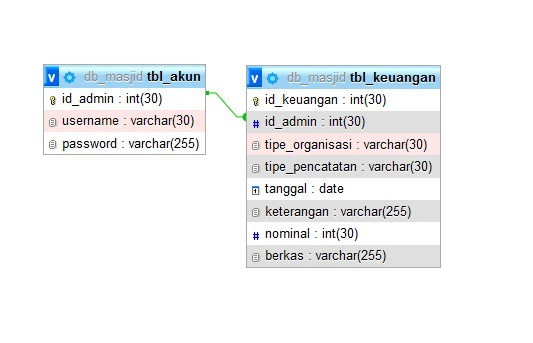 db_masjid tbl_akun
id_admin : int(30)
username : varchar(30)
password : varchar(255)
db_masjid tbl_keuangan
id_keuangan : int(30)
# id_admin : int(30)
tipe_organisasi : varchar(30)
tipe_pencatatan : varchar(30)
tanggal : date
keterangan : varchar(255)
# nominal : int(30)
berkas : varchar(255)